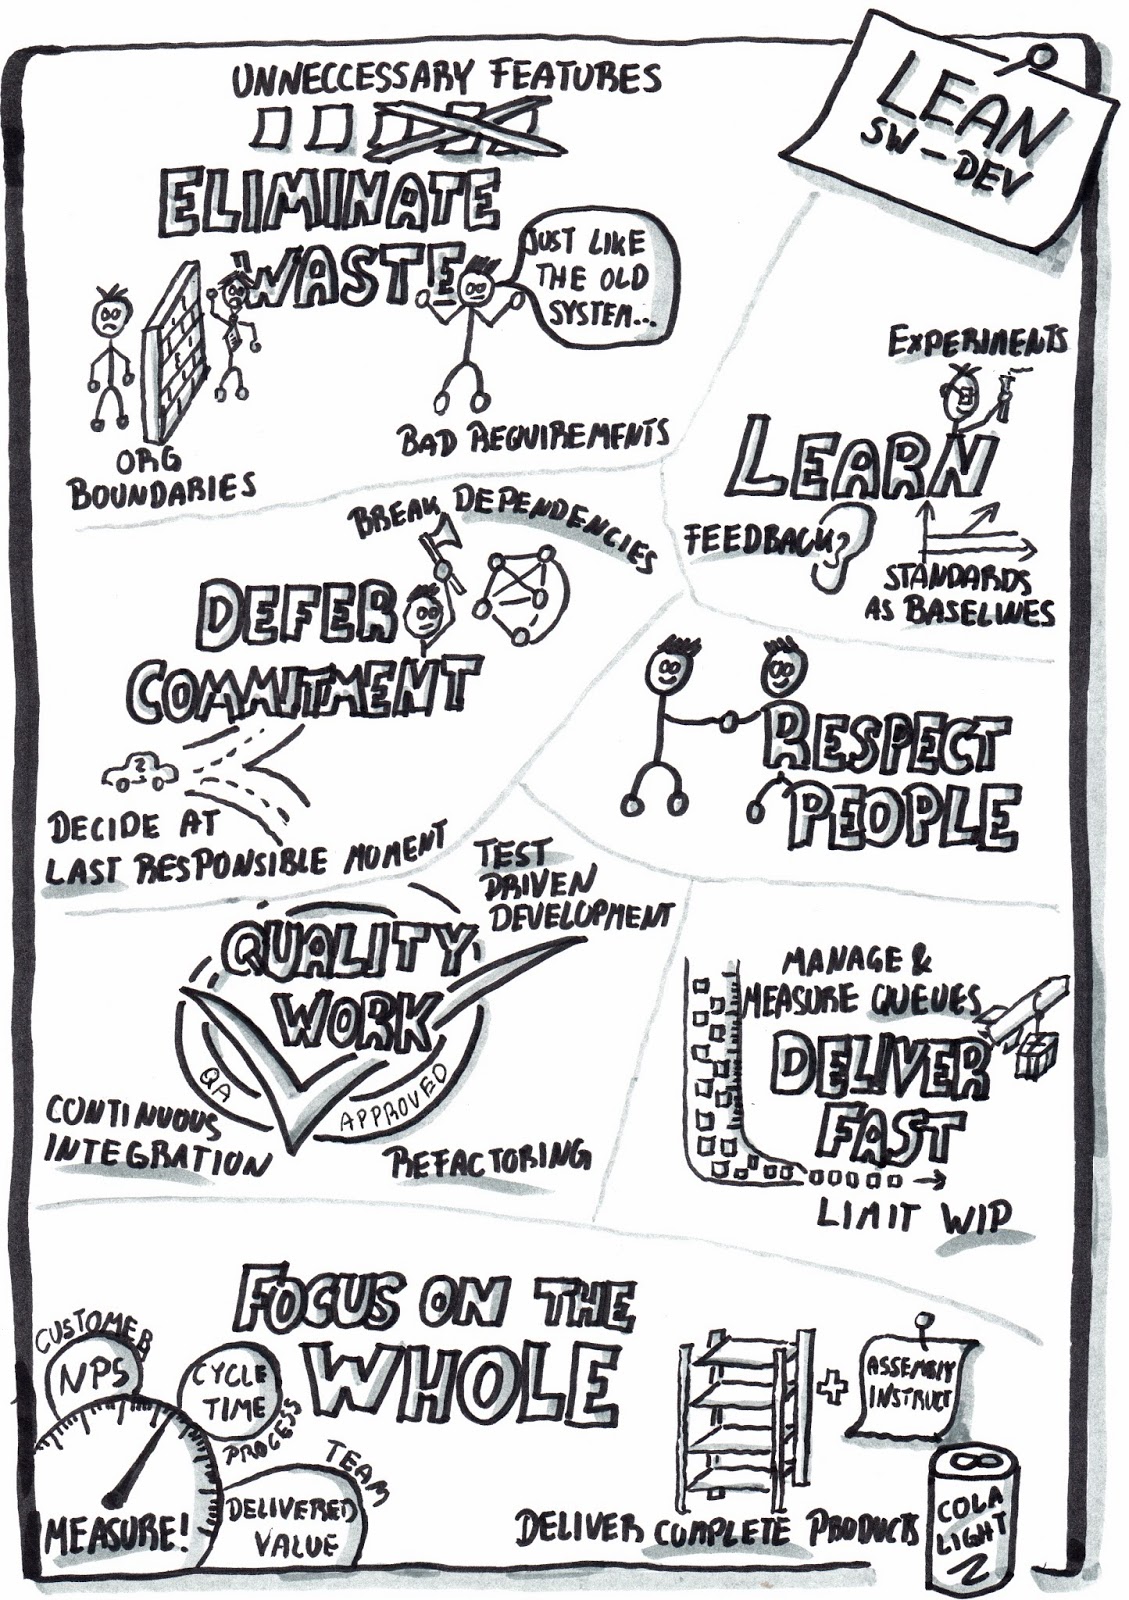 LEAN
SW-DEV
UNNECCESSARY FEATURES
ELIMINATE
WASTE
JUST LIKE
THE OLD
SYSTEM...
ORG
BOUNDARIES
BAD REQUIREMENTS
EXPERIMENTS
LEARN
FEEDBACK
STANDARDS
AS BASELINES
BREAK DEPENDENCIES
DEFER
COMMITMENT
?
DECIDE AT
LAST RESPONSIBLE MOMENT
RESPECT
PEOPLE
TEST
DRIVEN
DEVELOPMENT
QUALITY
WORK
QA
APPROVED
CONTINUOUS
INTEGRATION
REFACTORING
MANAGE &
MEASURE QUEUES
DELIVER
FAST
LIMIT WIP
FOCUS ON THE
WHOLE
CUSTOMER
NPS
CYCLE
TIME
PROCESS
TEAM
DELIVERED
VALUE
MEASURE!
+
ASSEMBLY
INSTRUCT
DELIVER COMPLETE PRODUCTS
COLA
LIGHT